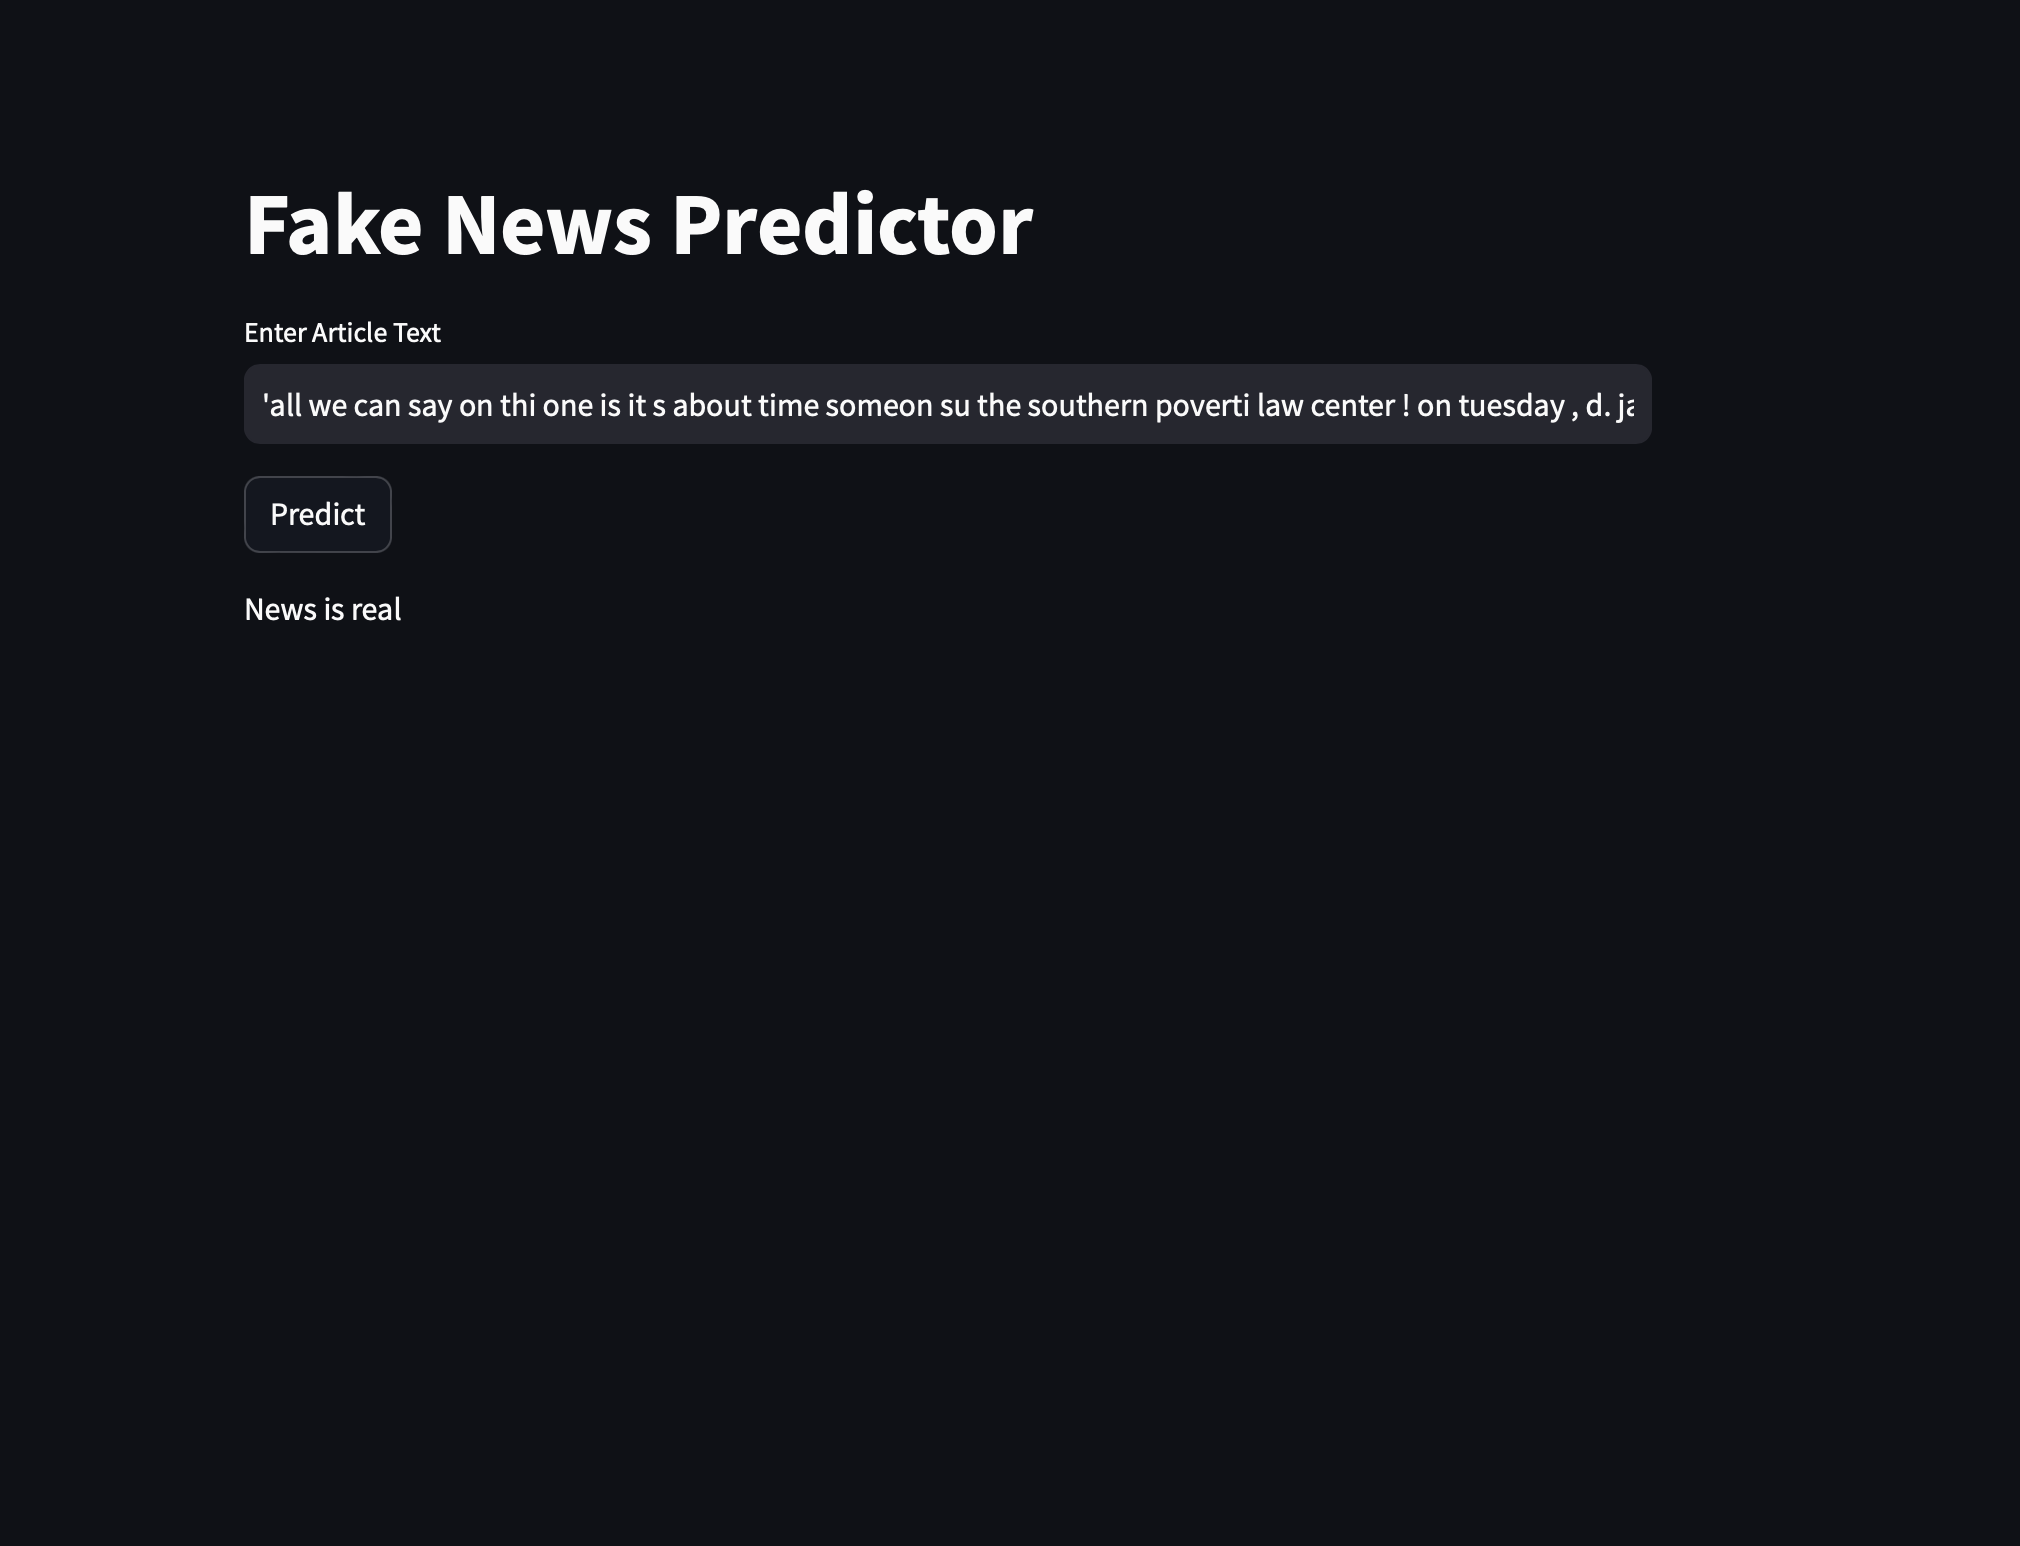 Fake News Predictor
Enter Article Text
'all we can say on thi one is it s about time someon su the southern poverti law center ! on tuesday , d. ja
Predict
News is real